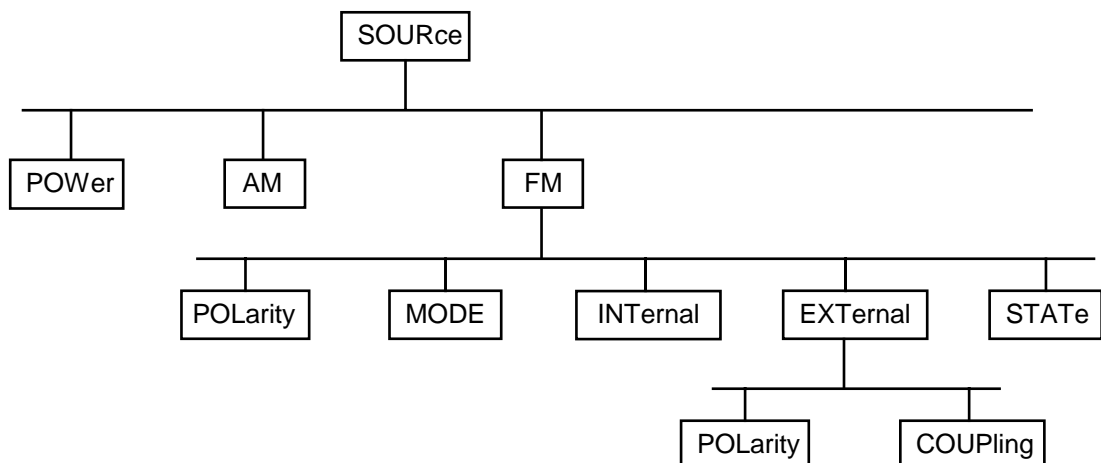 SOURce
POWer
AM
FM
POLarity
MODE
INTernal
EXTernal
STATe
POLarity
COUPling